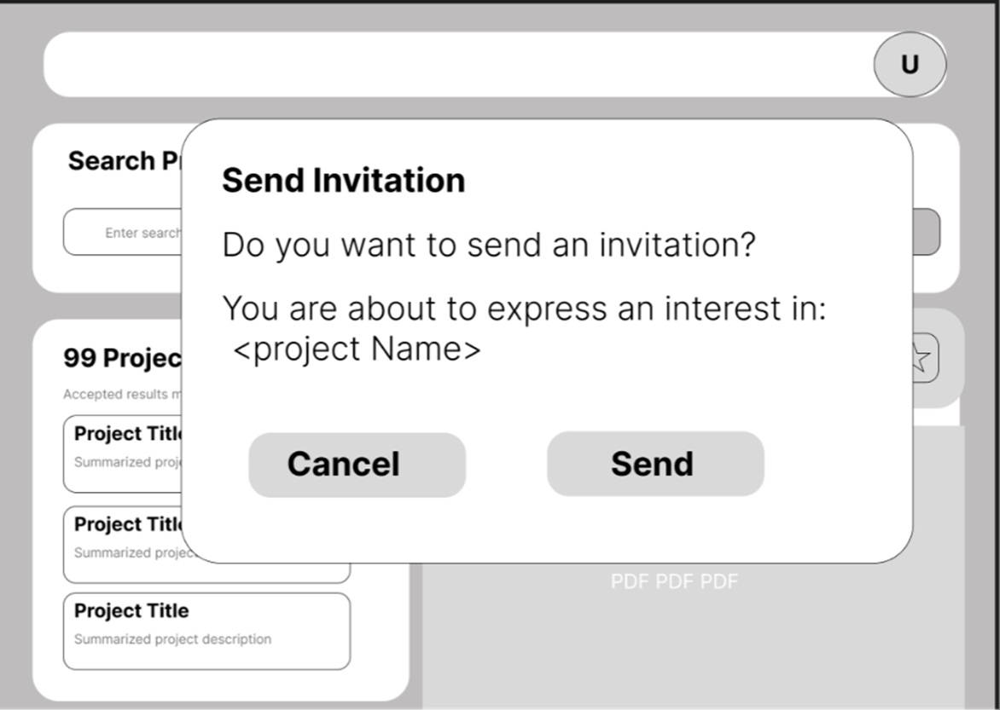 U
Search P
Send Invitation
Enter search
Do you want to send an invitation?
You are about to express an interest in:
<project Name>
99 Projec
Accepted results m
Project Titl
Summarized proj
Cancel
Send
Project Titl
Summarized projec
PDF PDF PDF
Project Title
Summarized project description